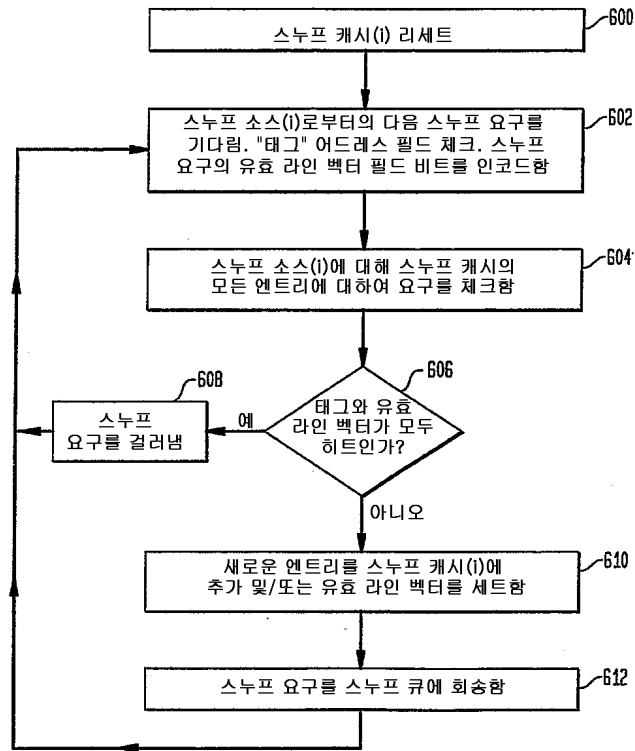 600
스누프 캐시(i) 리세트
602
스누프 소스(i)로부터의 다음 스누프 요구를
기다림. "태그" 어드레스 필드 체크. 스누프
요구의 유효 라인 벡터 필드 비트를 인코드함
604
스누프 소스(i)에 대해 스누프 캐시의
모든 엔트리에 대하여 요구를 체크함
606
태그와 유효
라인 벡터가 모두
히트인가?
예
608
스누프
요구를 걸러냄
아니오
610
새로운 엔트리를 스누프 캐시(i)에
추가 및/또는 유효 라인 벡터를 세트함
612
스누프 요구를 스누프 큐에 회송함